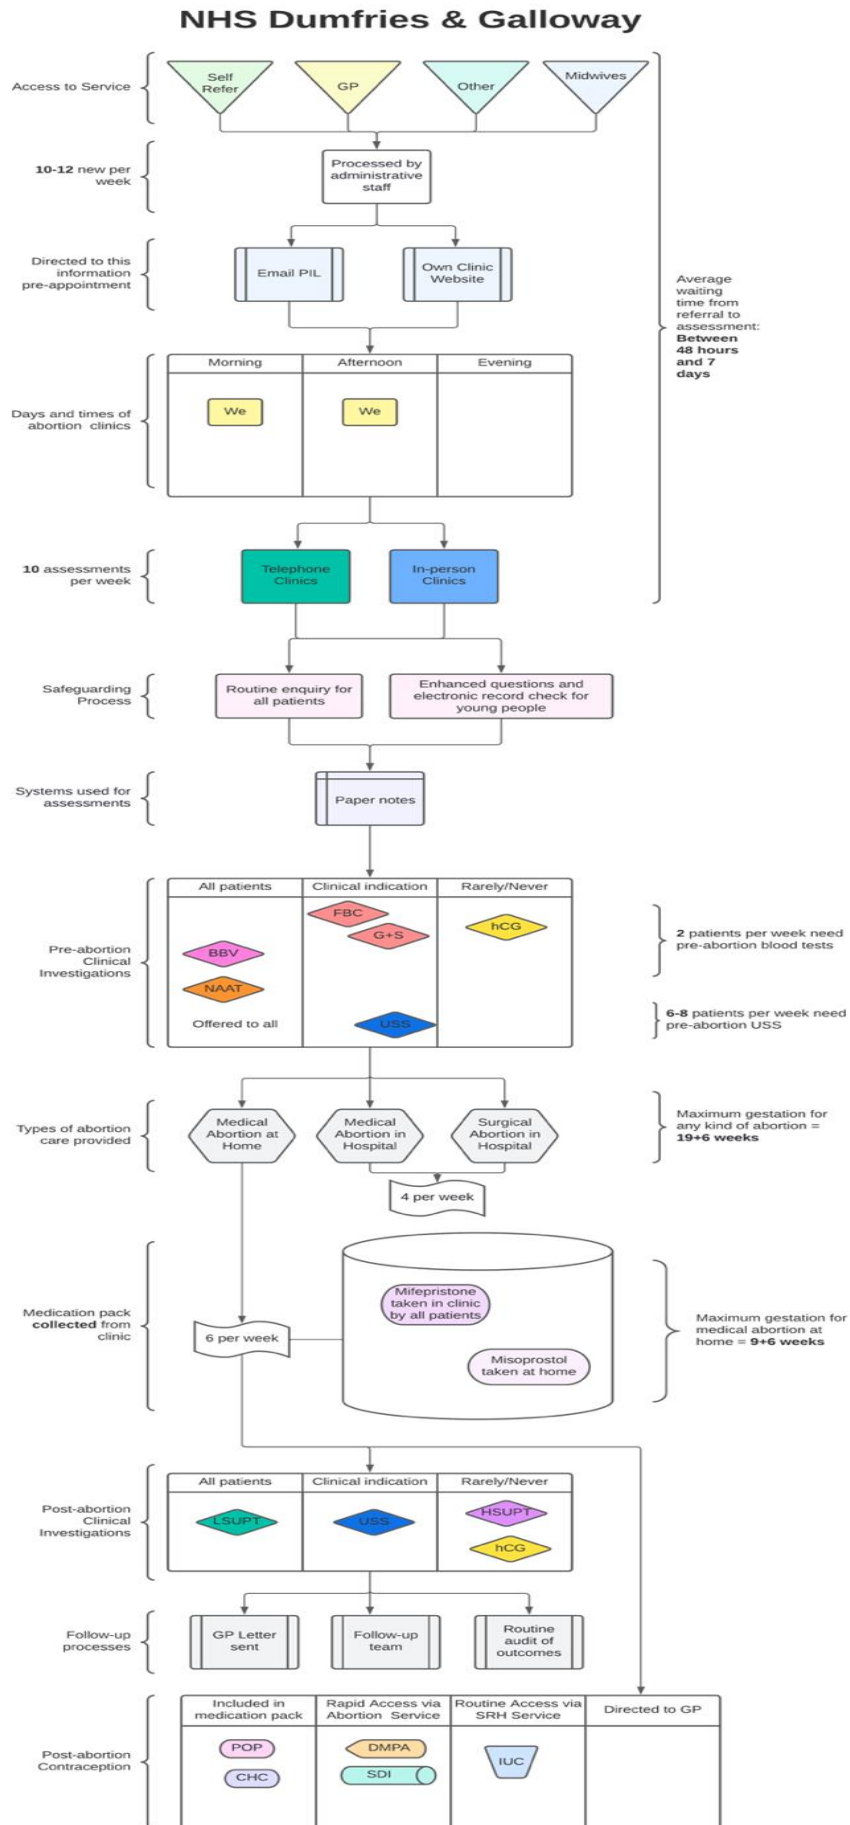 NHS Dumfries & Galloway
Access to Service
Self
Refer
GP
Other
Midwives
10-12 new per
week
Processed by
administrative
staff
Directed to this
information
pre-appointment
Email PIL
Own Clinic
Website
Average
waiting
time from
referral to
assessment:
Between
48 hours
and 7
days
Days and times of
abortion clinics
Morning
Afternoon
Evening
We
We
10 assessments
per week
Telephone
Clinics
In-person
Clinics
Safeguarding
Process
Routine enquiry for
all patients
Enhanced questions and
electronic record check for
young people
Systems used for
assessments
Paper notes
Pre-abortion
Clinical
Investigations
All patients
Clinical indication
Rarely/Never
BBV
NAAT
Offered to all
FBC
G+S
USS
hCG
2 patients per week need
pre-abortion blood tests
6-8 patients per week need
pre-abortion USS
Types of abortion
care provided
Medical
Abortion at
Home
Medical
Abortion in
Hospital
Surgical
Abortion in
Hospital
4 per week
Maximum gestation for
any kind of abortion =
19+6 weeks
Medication pack
collected from
clinic
6 per week
Mifepristone
taken in clinic
by all patients
Misoprostol
taken at home
Maximum gestation for
medical abortion at
home = 9+6 weeks
Post-abortion
Clinical
Investigations
All patients
Clinical indication
Rarely/Never
LSUPT
USS
HSUPT
hCG
Follow-up
processes
GP Letter
sent
Follow-up
team
Routine
audit of
outcomes
Post-abortion
Contraception
Included in
medication pack
Rapid Access via
Abortion Service
Routine Access via
SRH Service
Directed to GP
POP
CHC
DMPA
SDI
IUC